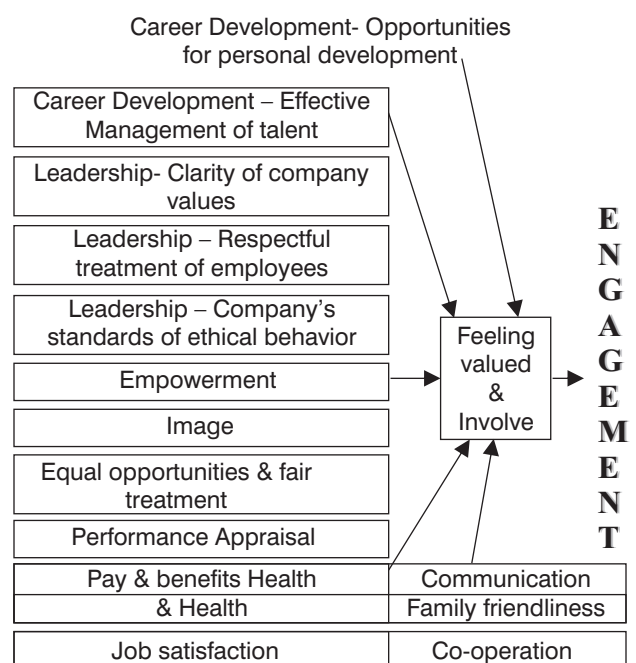 Career Development- Opportunities
for personal development
Career Development – Effective
Management of talent
Leadership- Clarity of company
values
Leadership – Respectful
treatment of employees
Leadership – Company's
standards of ethical behavior
Empowerment
Image
Equal opportunities & fair
treatment
Performance Appraisal
Pay & benefits Health
& Health
Job satisfaction
Communication
Family friendliness
Co-operation
Feeling
valued
&
Involve
ENGAGEMENT